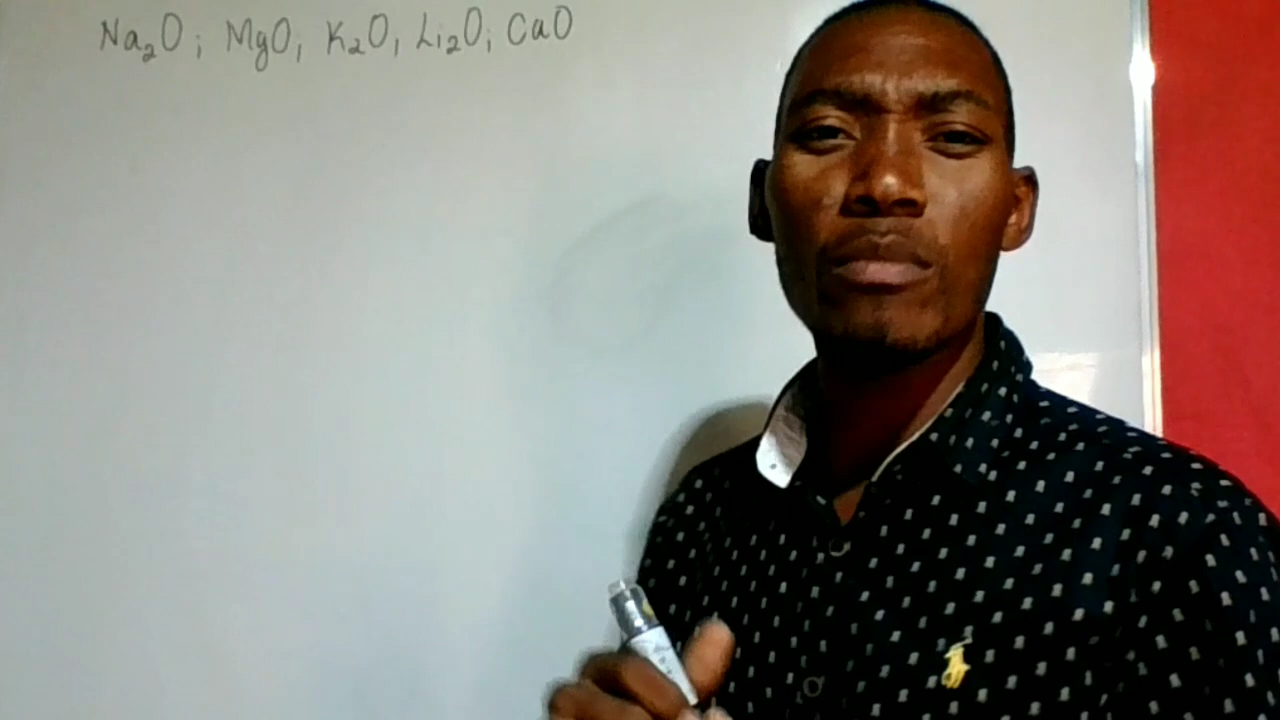 Na₂O; MgO, K₂O, Li₂O, CaO